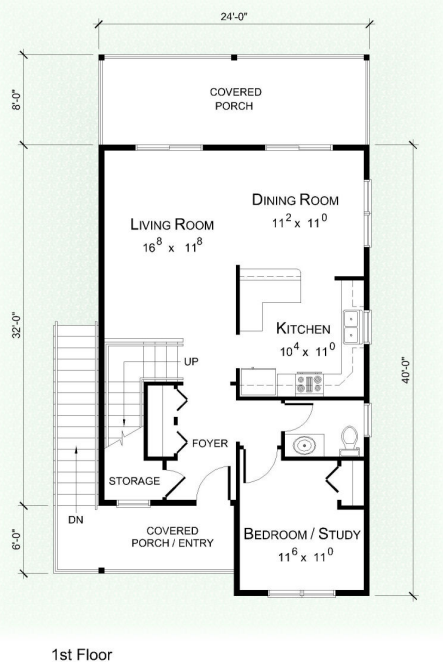 24'-0"
8'-0"
COVERED
PORCH
DINING ROOM
11² x 11⁰
LIVING ROOM
16⁸ x 11⁸
32'-0"
KITCHEN
10⁴ x 11⁰
UP
40'-0"
FOYER
STORAGE
DN
COVERED
PORCH / ENTRY
6'-0"
BEDROOM / STUDY
11⁶ x 11⁰
1st Floor